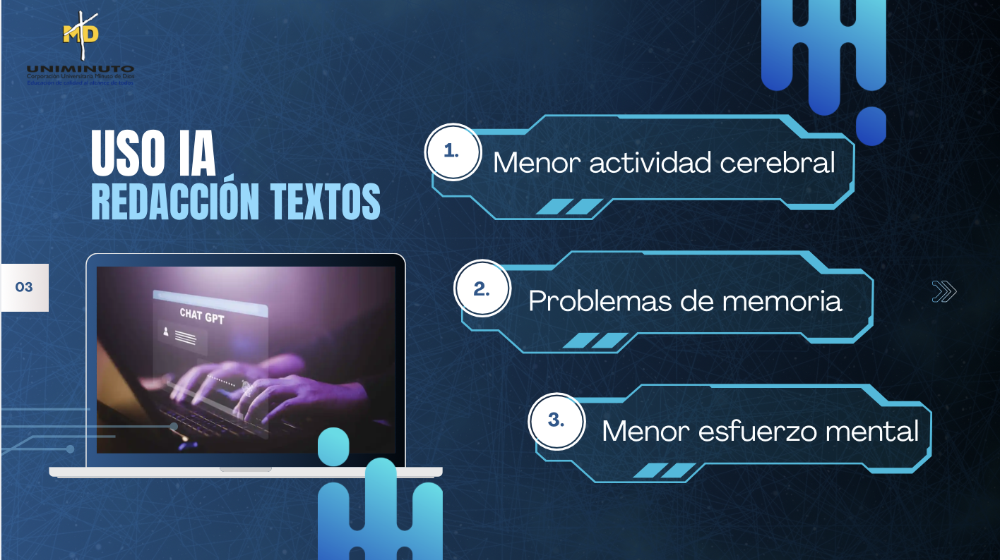 MD
UNIMINUTO
Corporación Universitaria Minuto de Dios
Educación de calidad al alcance de todos
USO IA
REDACCIÓN TEXTOS
1.
Menor actividad cerebral
03
CHAT GPT
2.
Problemas de memoria
3.
Menor esfuerzo mental